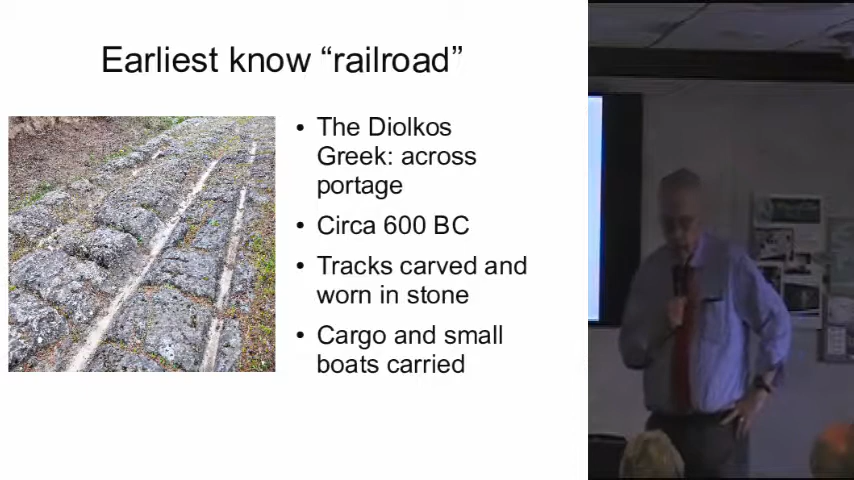 Earliest know “railroad”
• The Diolkos
Greek: across
portage
• Circa 600 BC
• Tracks carved and
worn in stone
• Cargo and small
boats carried